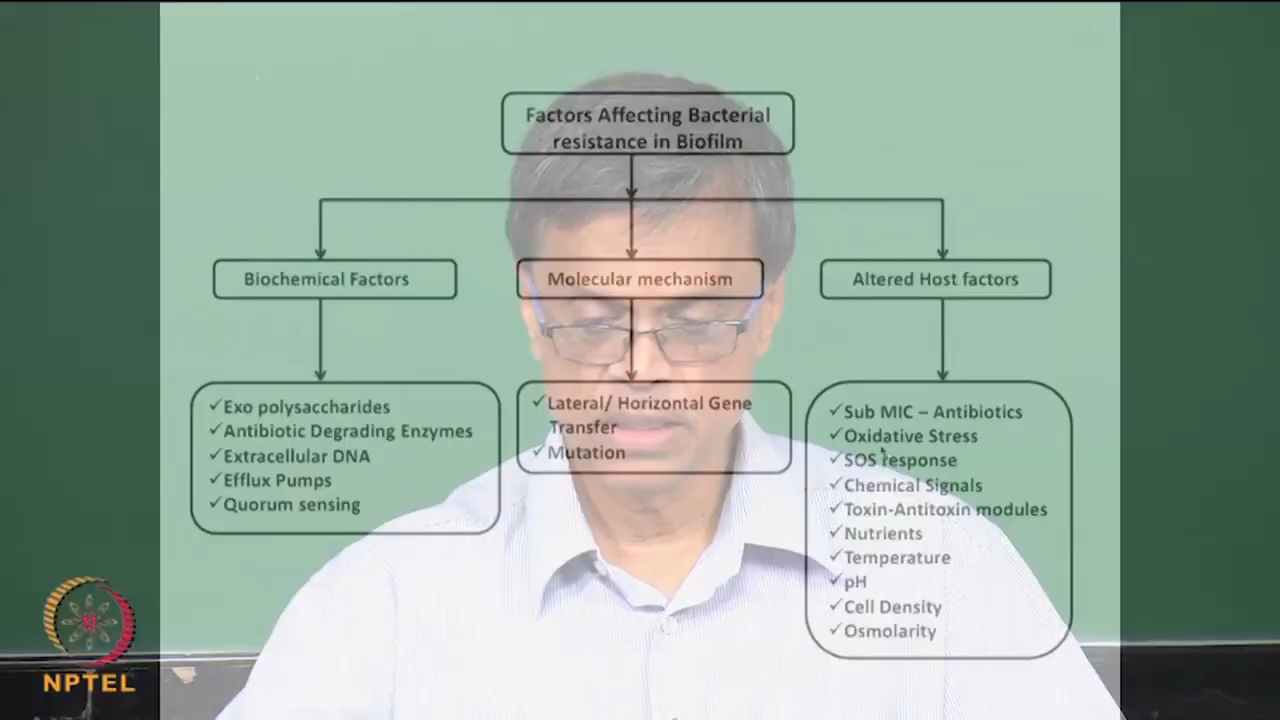 Factors Affecting Bacterial
resistance in Biofilm
Biochemical Factors
Molecular mechanism
Altered Host factors
✓Exo polysaccharides
✓Antibiotic Degrading Enzymes
✓Extracellular DNA
✓Efflux Pumps
✓Quorum sensing
✓Lateral/ Horizontal Gene
Transfer
✓Mutation
✓Sub MIC – Antibiotics
✓Oxidative Stress
✓SOS response
✓Chemical Signals
✓Toxin-Antitoxin modules
✓Nutrients
✓Temperature
✓pH
✓Cell Density
✓Osmolarity
NPTEL